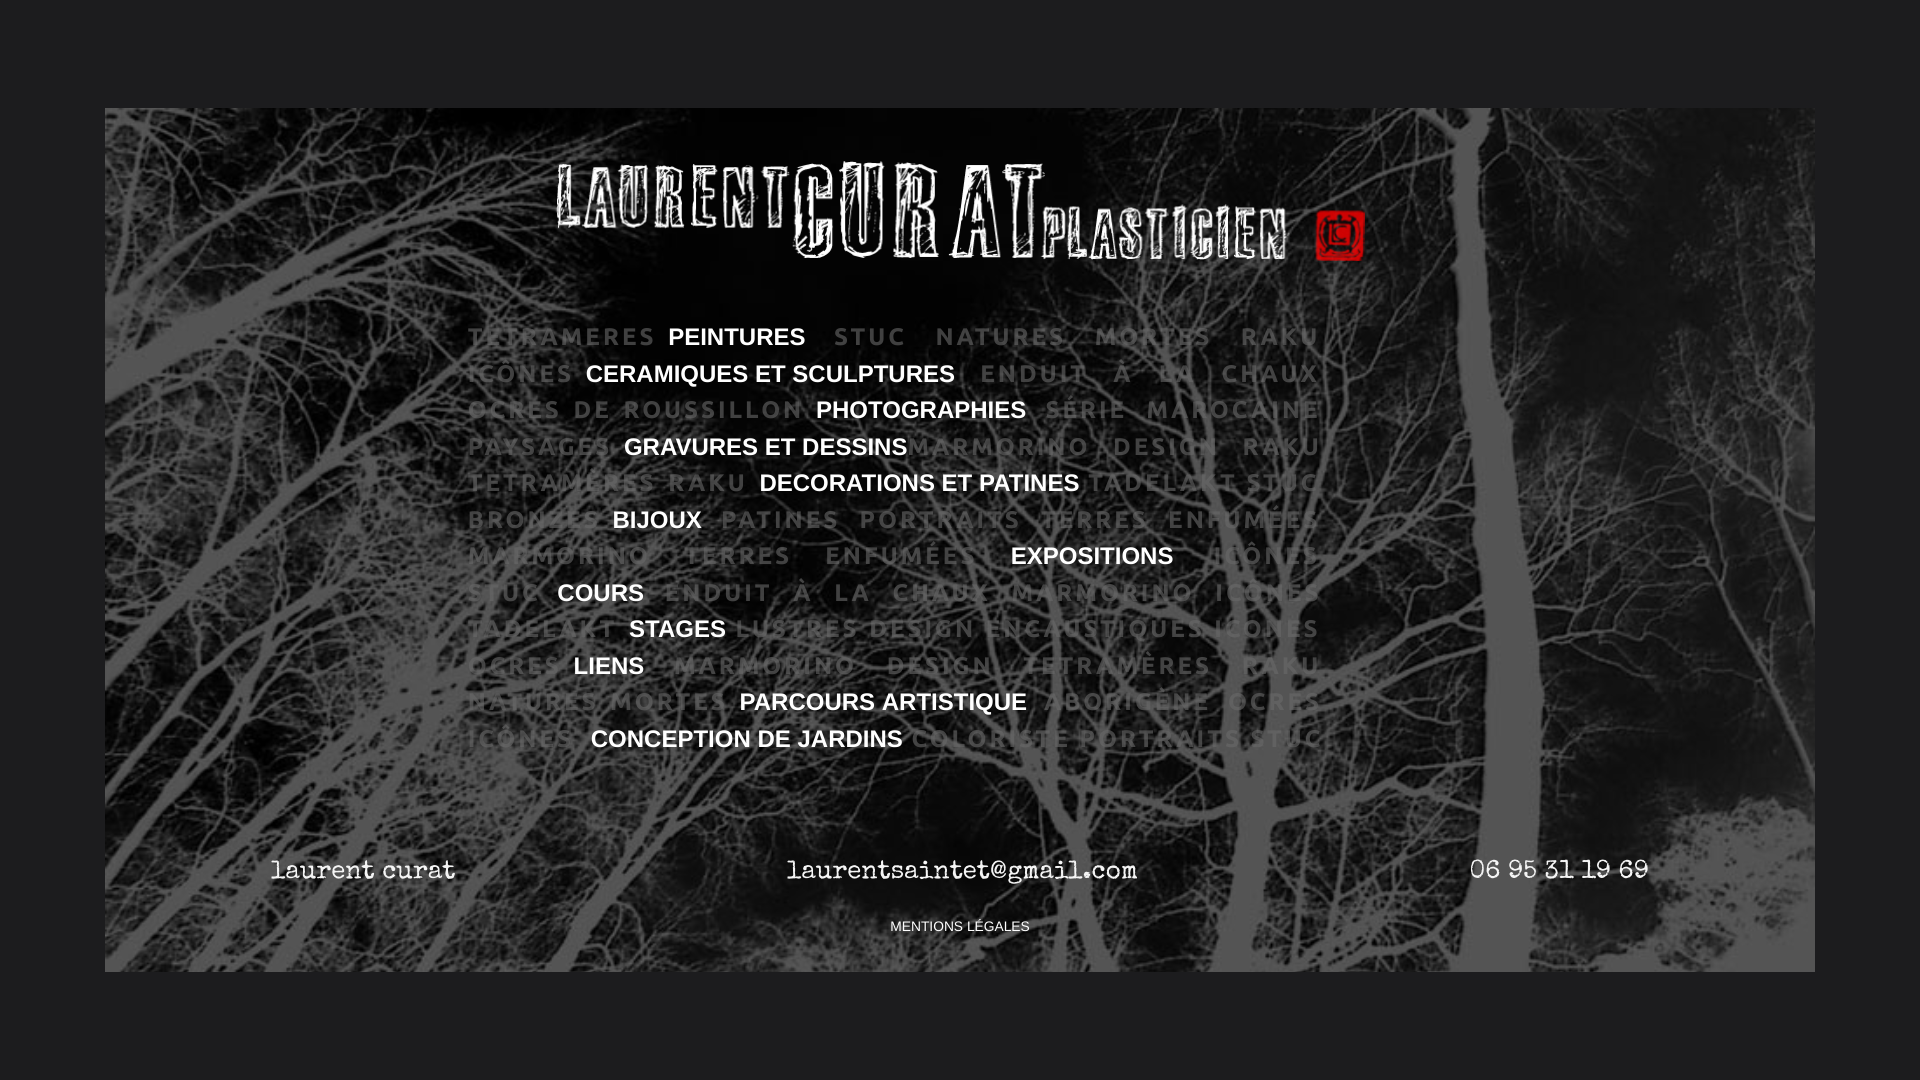 LAURENT CURAT PLASTICIEN
TETRAMERES PEINTURES STUC NATURES MORTES RAKU
ICÔNES CERAMIQUES ET SCULPTURES ENDUIT À LA CHAUX
OCRES DE ROUSSILLON PHOTOGRAPHIES SÉRIE MAROCAINE
PAYSAGES GRAVURES ET DESSINS MARMORINO DESIGN RAKU
TETRAMÈRES RAKU DECORATIONS ET PATINES TADELAKT STUC
BRONZES BIJOUX PATINES PORTRAITS TERRES ENFUMÉES
MARMORINO TERRES ENFUMÉES EXPOSITIONS ICÔNES
STUC COURS ENDUIT À LA CHAUX MARMORINO ICÔNES
TADELAKT STAGES LUSTRES DESIGN ENCAUSTIQUES ICÔNES
OCRES LIENS MARMORINO DESIGN TETRAMÈRES RAKU
NATURES MORTES PARCOURS ARTISTIQUE ABORIGÈNE OCRES
ICÔNES CONCEPTION DE JARDINS COLORISTE PORTRAITS STUC
laurent curat
laurentsaintet@gmail.com
06 95 31 19 69
MENTIONS LÉGALES